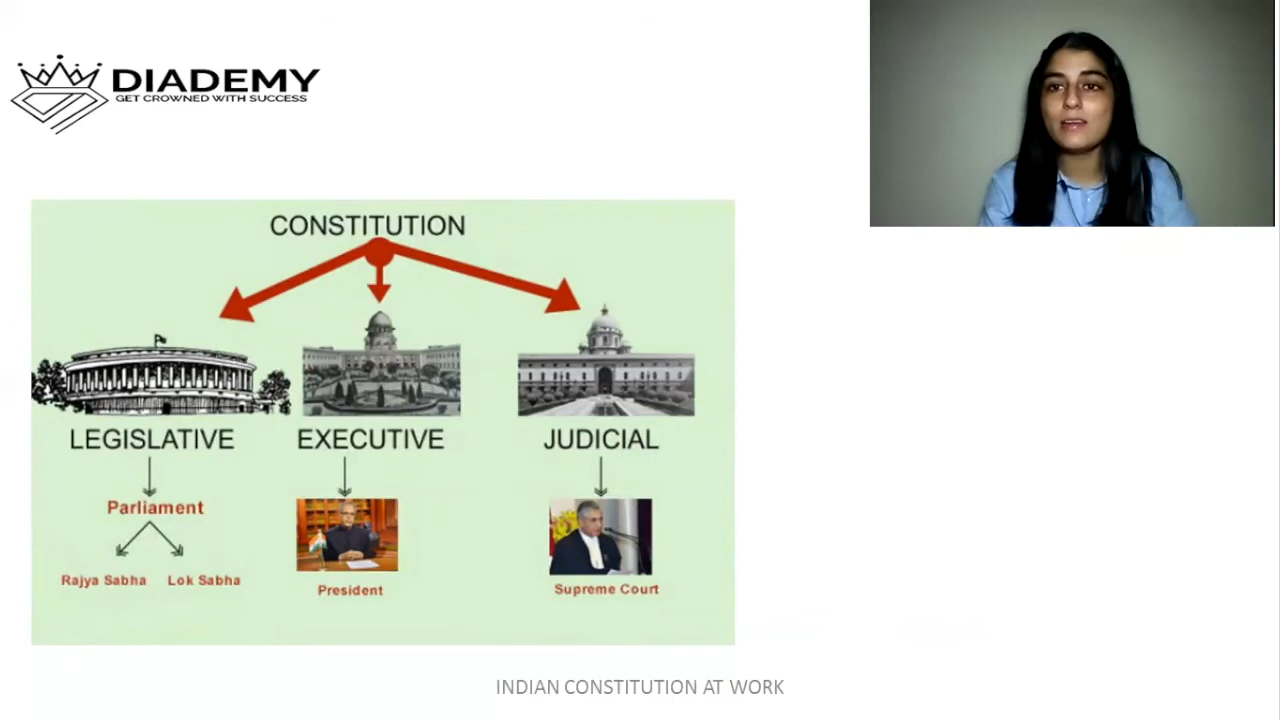 DIADEMY
GET CROWNED WITH SUCCESS
CONSTITUTION
LEGISLATIVE EXECUTIVE JUDICIAL
Parliament
Rajya Sabha Lok Sabha President Supreme Court
INDIAN CONSTITUTION AT WORK